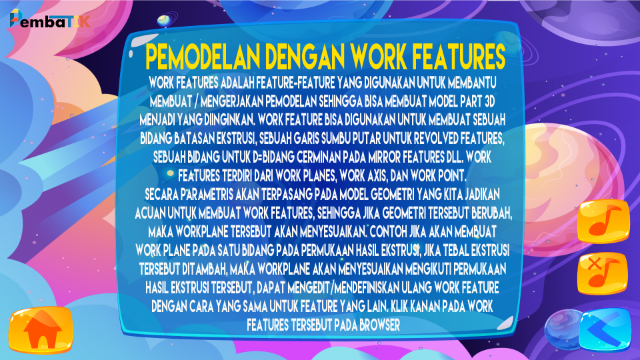 PembaTIK
PEMODELAN DENGAN WORK FEATURES
WORK FEATURES ADALAH FEATURE-FEATURE YANG DIGUNAKAN UNTUK MEMBANTU
MEMBUAT / MENGERJAKAN PEMODELAN SEHINGGA BISA MEMBUAT MODEL PART 3D
MENJADI YANG DIINGINKAN. WORK FEATURE BISA DIGUNAKAN UNTUK MEMBUAT SEBUAH
BIDANG BATASAN EKSTRUSI, SEBUAH GARIS SUMBU PUTAR UNTUK REVOLVED FEATURES,
SEBUAH BIDANG UNTUK D=BIDANG CERMINAN PADA MIRROR FEATURES DLL. WORK
FEATURES TERDIRI DARI WORK PLANES, WORK AXIS, DAN WORK POINT.
SECARA PARAMETRIS AKAN TERPASANG PADA MODEL GEOMETRI YANG KITA JADIKAN
ACUAN UNTUK MEMBUAT WORK FEATURES, SEHINGGA JIKA GEOMETRI TERSEBUT BERUBAH,
MAKA WORKPLANE TERSEBUT AKAN MENYESUAIKAN. CONTOH JIKA AKAN MEMBUAT
WORK PLANE PADA SATU BIDANG PADA PERMUKAAN HASIL EKSTRUSI, JIKA TEBAL EKSTRUSI
TERSEBUT DITAMBAH, MAKA WORKPLANE AKAN MENYESUAIKAN MENGIKUTI PERMUKAAN
HASIL EKSTRUSI TERSEBUT, DAPAT MENGEDIT/MENDEFINISKAN ULANG WORK FEATURE
DENGAN CARA YANG SAMA UNTUK FEATURE YANG LAIN. KLIK KANAN PADA WORK
FEATURES TERSEBUT PADA BROWSER